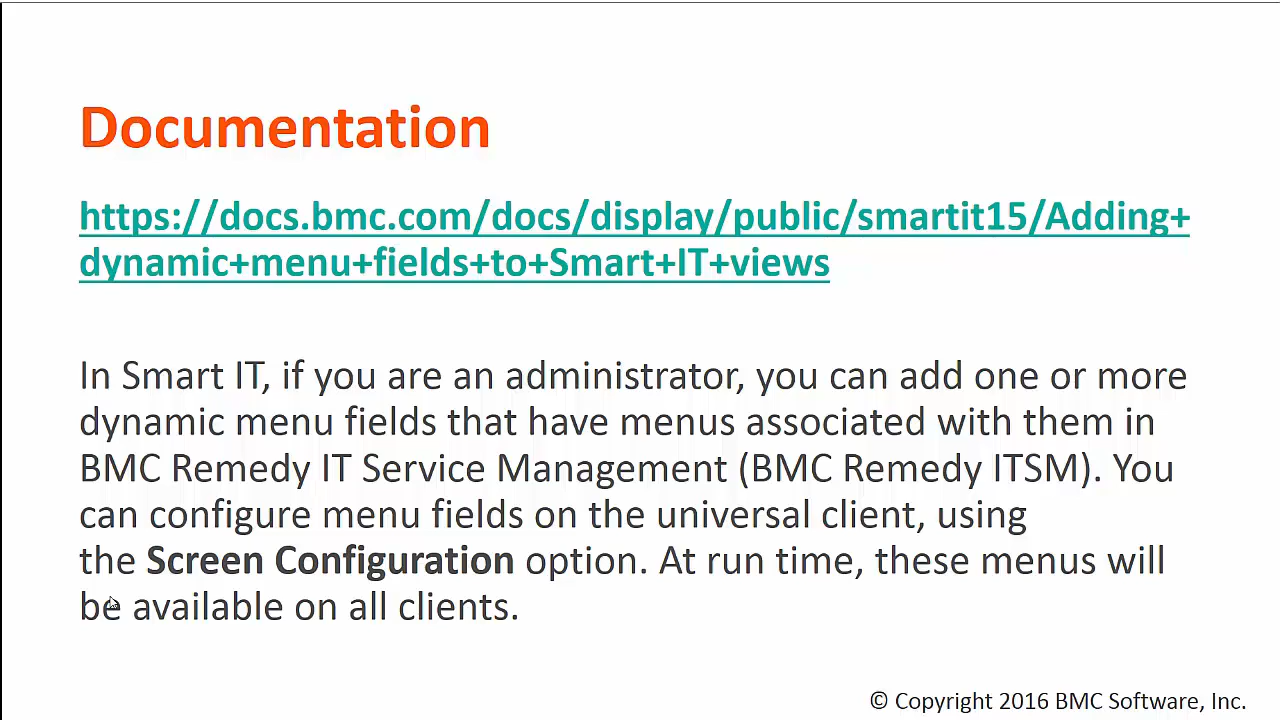 Documentation
https://docs.bmc.com/docs/display/public/smartit15/Adding+
dynamic+menu+fields+to+Smart+IT+views
In Smart IT, if you are an administrator, you can add one or more
dynamic menu fields that have menus associated with them in
BMC Remedy IT Service Management (BMC Remedy ITSM). You
can configure menu fields on the universal client, using
the Screen Configuration option. At run time, these menus will
be available on all clients.
© Copyright 2016 BMC Software, Inc.